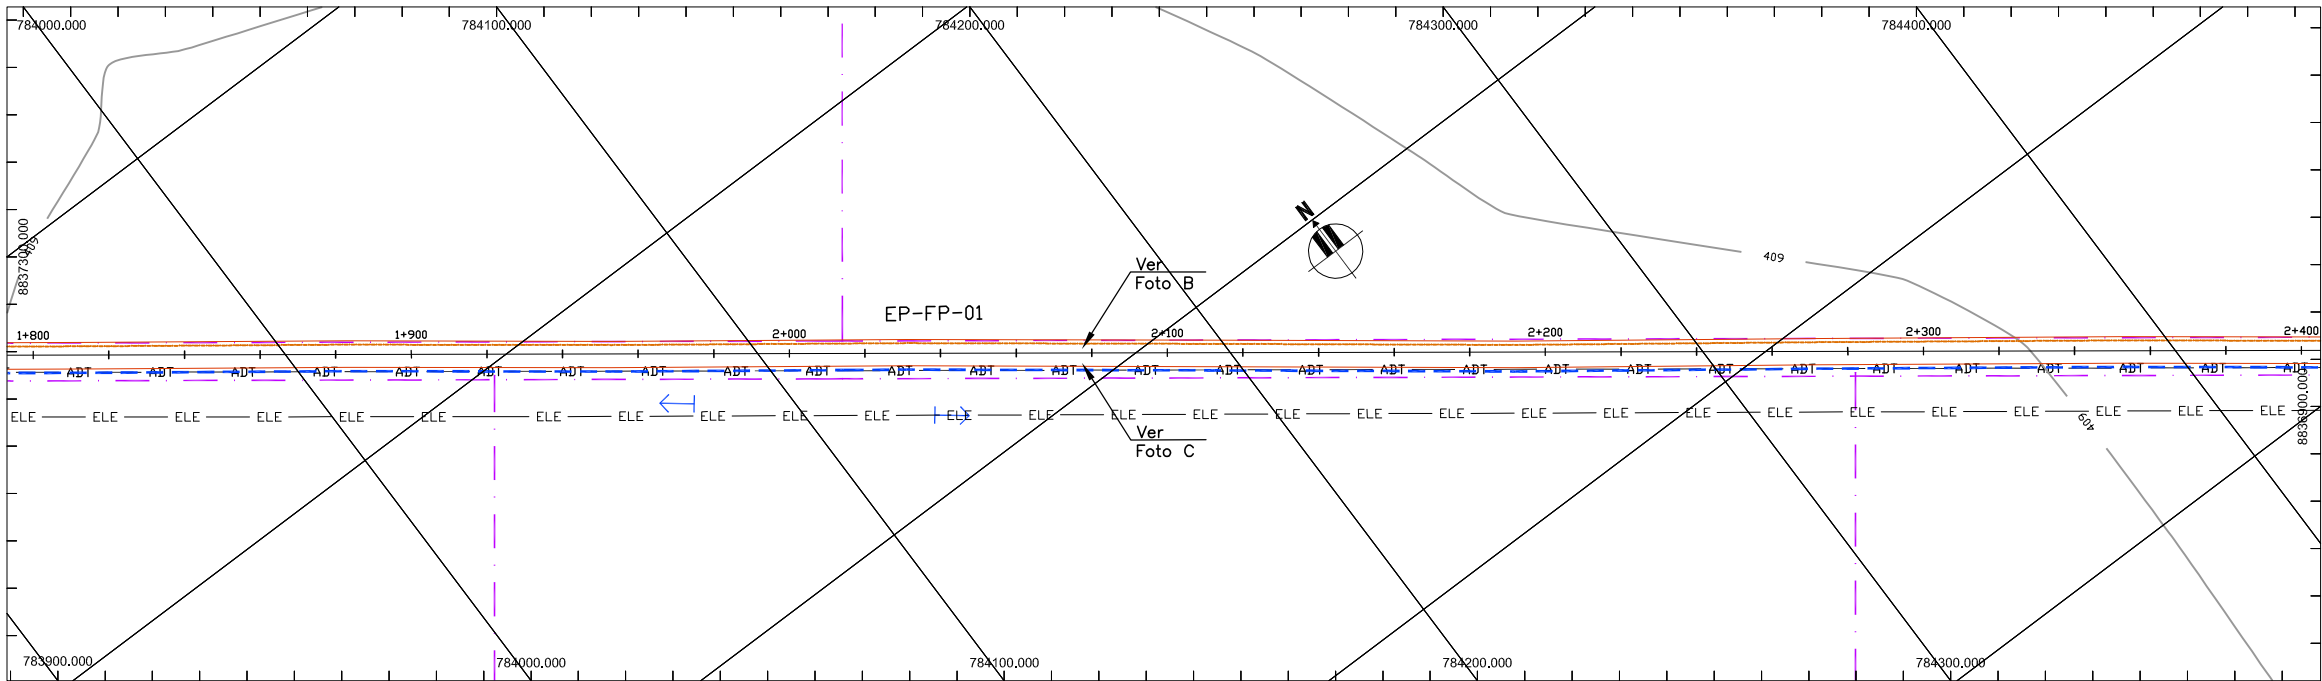 784000.000 784100.000 784200.000 784300.000 784400.000
N
8837300.000
409
409
Ver
Foto B
EP-FP-01
1+800 1+900 2+000 2+100 2+200 2+300 2+400
ADT ADT ADT ADT ADT ADT ADT ADT ADT ADT ADT ADT ADT ADT ADT ADT ADT ADT ADT ADT ADT ADT ADT ADT ADT ADT ADT
ELE ELE ELE ELE ELE ELE ELE ELE ELE ELE ELE ELE ELE ELE ELE ELE ELE ELE ELE ELE ELE ELE ELE ELE ELE ELE ELE ELE
8836900.000
409
Ver
Foto C
783900.000 784000.000 784100.000 784200.000 784300.000